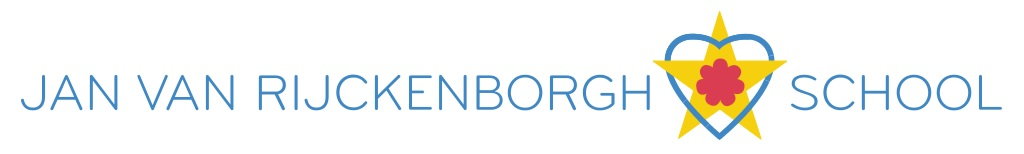 JAN VAN RIJCKENBORGH SCHOOL